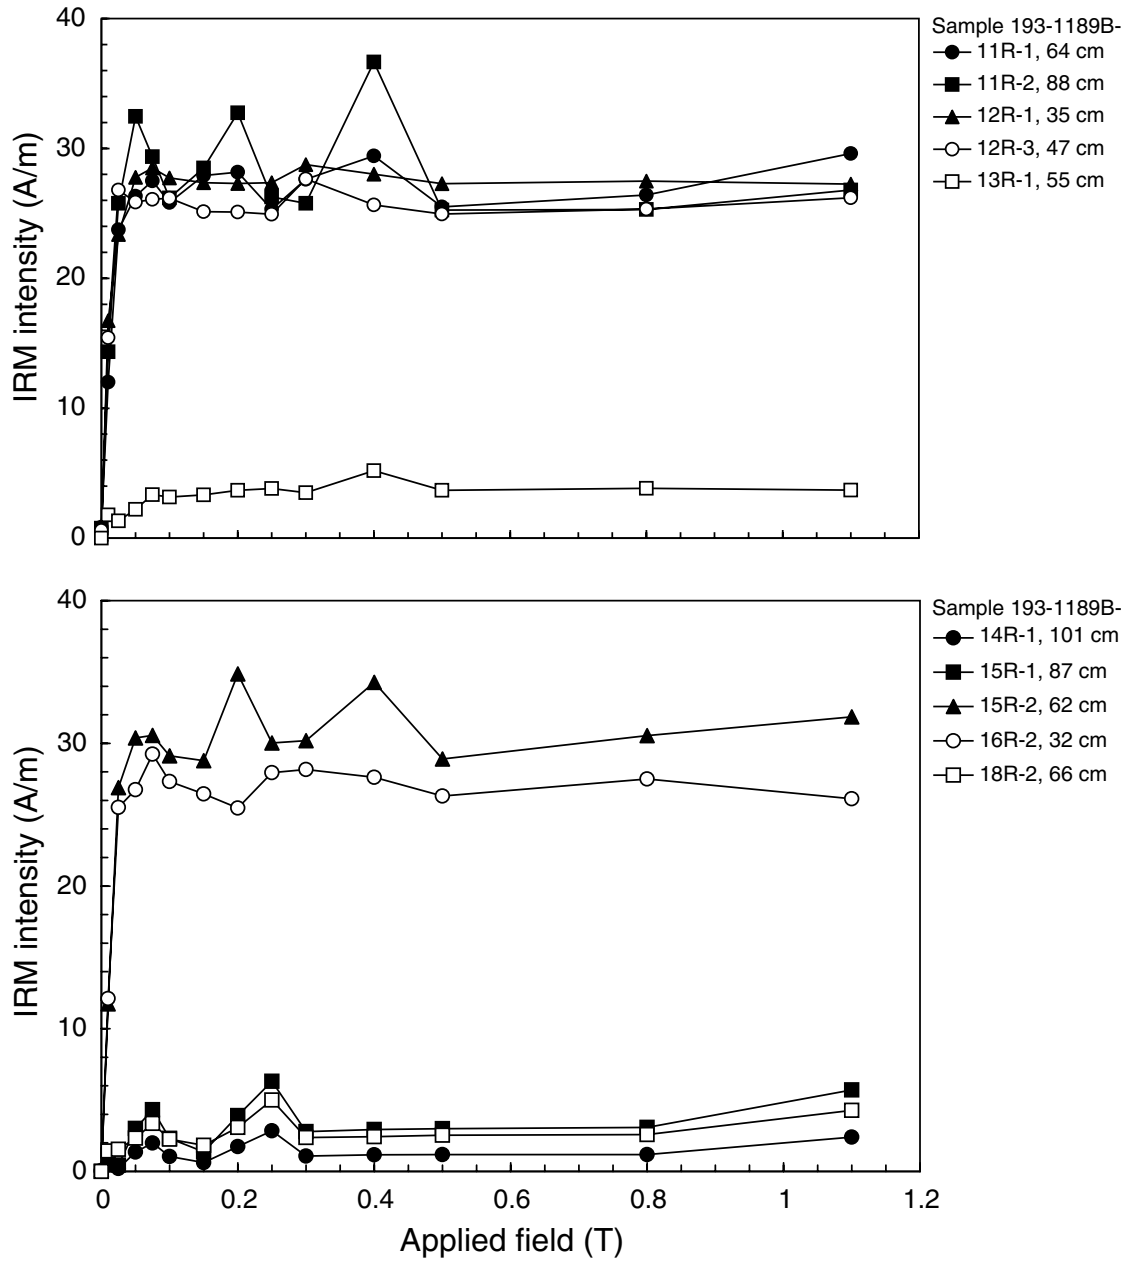 40
30
20
10
0
IRM intensity (A/m)
Sample 193-1189B-
11R-1, 64 cm
11R-2, 88 cm
12R-1, 35 cm
12R-3, 47 cm
13R-1, 55 cm
40
30
20
10
0
IRM intensity (A/m)
Sample 193-1189B-
14R-1, 101 cm
15R-1, 87 cm
15R-2, 62 cm
16R-2, 32 cm
18R-2, 66 cm
0 0.2 0.4 0.6 0.8 1 1.2
Applied field (T)